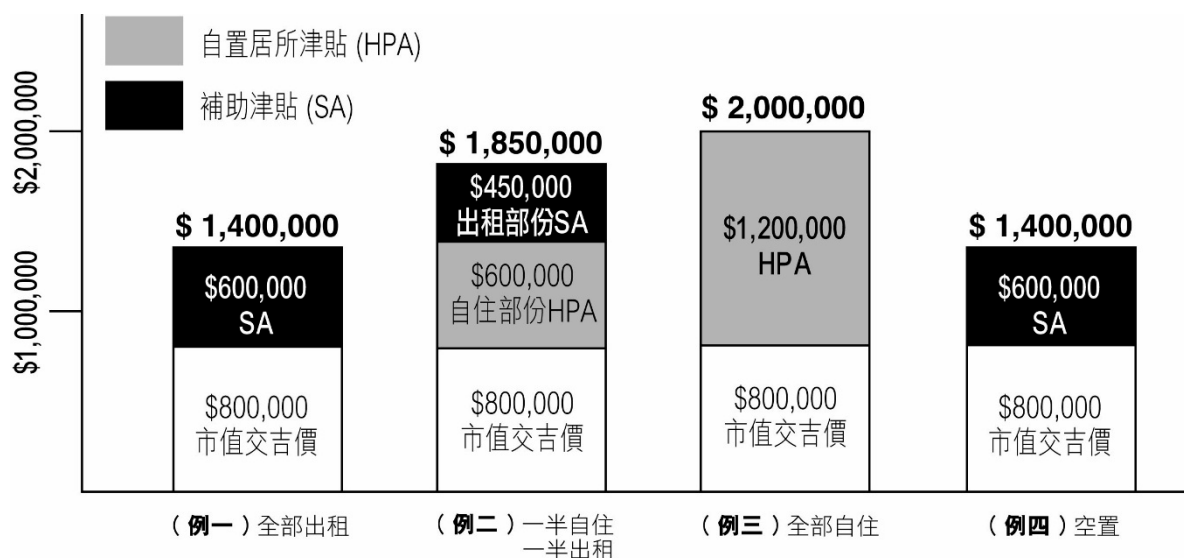 自置居所津貼 (HPA)
補助津貼 (SA)
$2,000,000
$1,000,000
$ 1,400,000
$600,000
SA
$800,000
市值交吉價
(例一) 全部出租
$ 1,850,000
$450,000
出租部份SA
$600,000
自住部份HPA
$800,000
市值交吉價
(例二) 一半自住
一半出租
$ 2,000,000
$1,200,000
HPA
$800,000
市值交吉價
(例三) 全部自住
$ 1,400,000
$600,000
SA
$800,000
市值交吉價
(例四) 空置